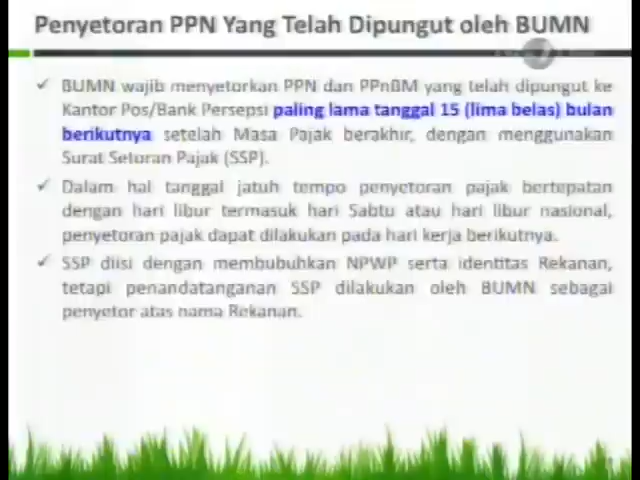 Penyetoran PPN Yang Telah Dipungut oleh BUMN
✓ BUMN wajib menyetorkan PPN dan PPnBM yang telah dipungut ke
Kantor Pos/Bank Persepsi paling lama tanggal 15 (lima belas) bulan
berikutnya setelah Masa Pajak berakhir, dengan menggunakan
Surat Setoran Pajak (SSP).
✓ Dalam hal tanggal jatuh tempo penyetoran pajak bertepatan
dengan hari libur termasuk hari Sabtu atau hari libur nasional,
penyetoran pajak dapat dilakukan pada hari kerja berikutnya.
✓ SSP diisi dengan membubuhkan NPWP serta identitas Rekanan,
tetapi penandatanganan SSP dilakukan oleh BUMN sebagai
penyetor atas nama Rekanan.